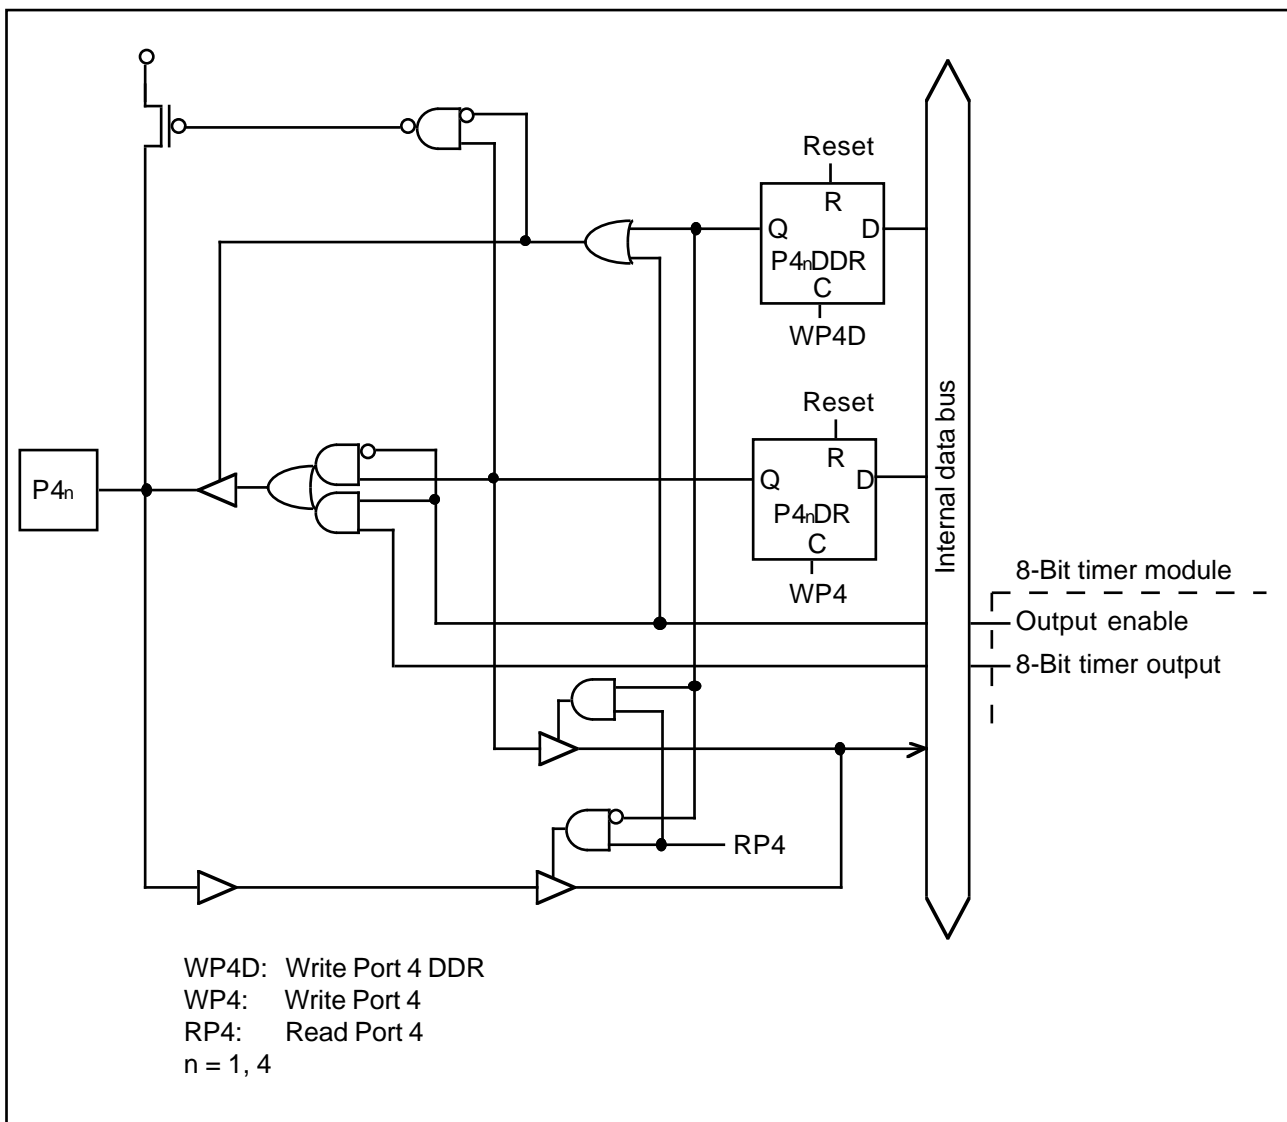 Reset
R
Q D
P4nDDR
C
WP4D
Reset
R
Q D
P4nDR
C
WP4
P4n
Internal data bus
8-Bit timer module
Output enable
8-Bit timer output
RP4
WP4D: Write Port 4 DDR
WP4: Write Port 4
RP4: Read Port 4
n = 1, 4